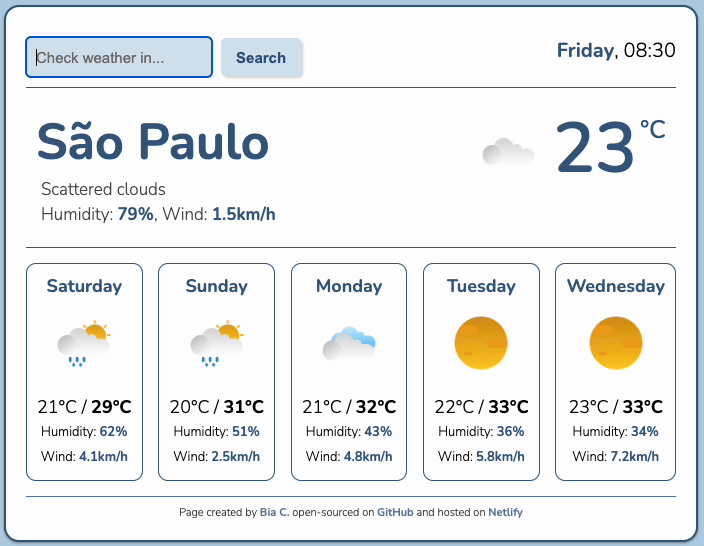 Check weather in...
Search
Friday, 08:30
São Paulo
23 °C
Scattered clouds
Humidity: 79%, Wind: 1.5km/h
Saturday
21°C / 29°C
Humidity: 62%
Wind: 4.1km/h
Sunday
20°C / 31°C
Humidity: 51%
Wind: 2.5km/h
Monday
21°C / 32°C
Humidity: 43%
Wind: 4.8km/h
Tuesday
22°C / 33°C
Humidity: 36%
Wind: 5.8km/h
Wednesday
23°C / 33°C
Humidity: 34%
Wind: 7.2km/h
Page created by Bia C. open-sourced on GitHub and hosted on Netlify